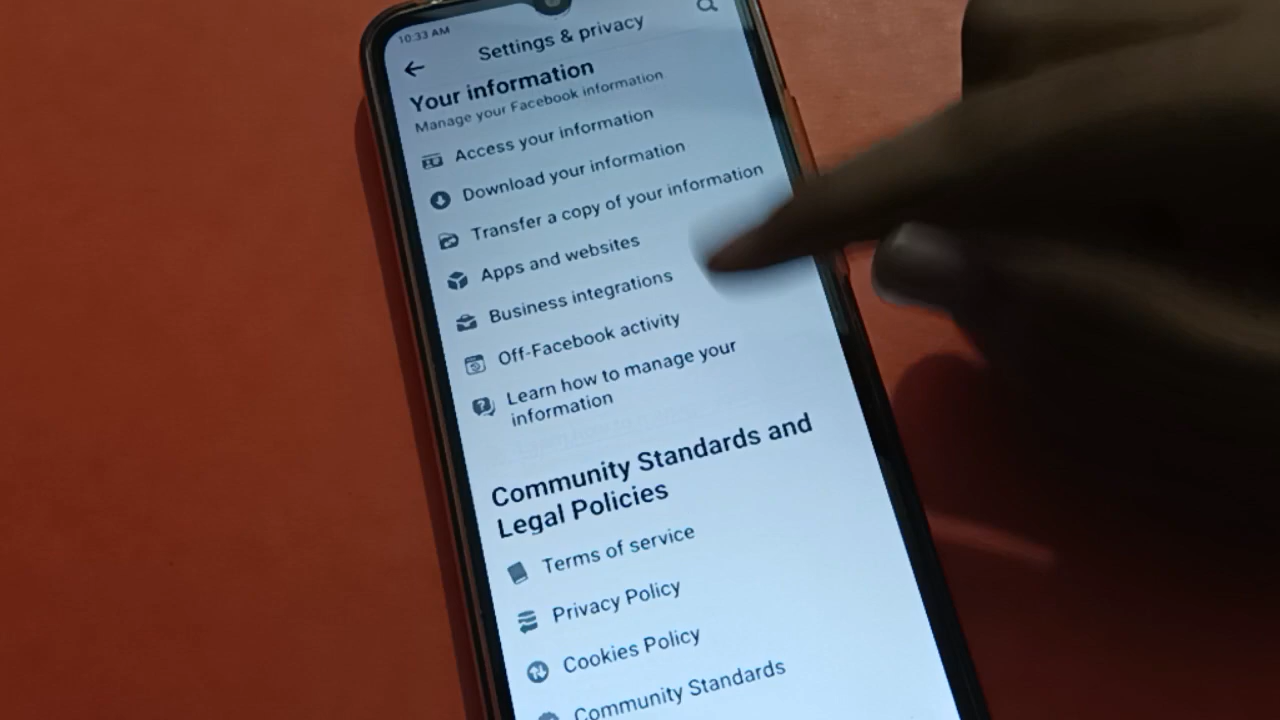 10:33 AM
Settings & privacy
Your information
Manage your Facebook information
Access your information
Download your information
Transfer a copy of your information
Apps and websites
Business integrations
Off-Facebook activity
Learn how to manage your
information
Community Standards and
Legal Policies
Terms of service
Privacy Policy
Cookies Policy
Community Standards